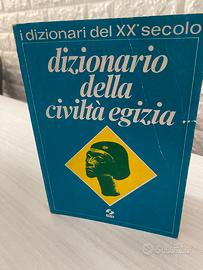 i dizionari del XX° secolo
dizionario
della
civiltà egizia